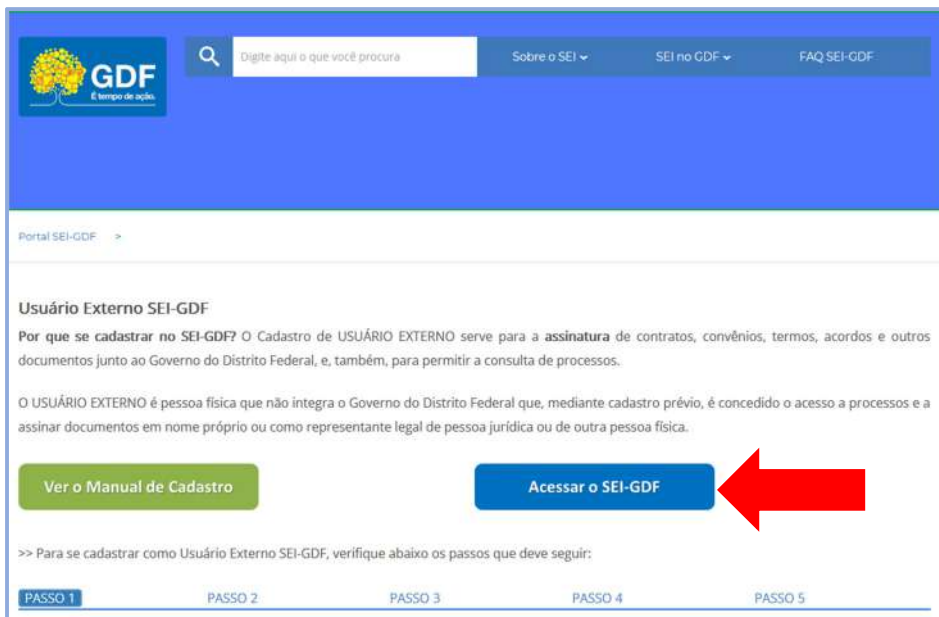 GDF
É tempo de ação.
Digite aqui o que você procura
Sobre o SEI
SEI no GDF
FAQ SEI-GDF
Portal SEI-GDF >
Usuário Externo SEI-GDF
Por que se cadastrar no SEI-GDF? O Cadastro de USUÁRIO EXTERNO serve para a assinatura de contratos, convênios, termos, acordos e outros
documentos junto ao Governo do Distrito Federal, e, também, para permitir a consulta de processos.
O USUÁRIO EXTERNO é pessoa física que não integra o Governo do Distrito Federal que, mediante cadastro prévio, é concedido o acesso a processos e a
assinar documentos em nome próprio ou como representante legal de pessoa jurídica ou de outra pessoa física.
Ver o Manual de Cadastro
Acessar o SEI-GDF
>> Para se cadastrar como Usuário Externo SEI-GDF, verifique abaixo os passos que deve seguir:
PASSO 1
PASSO 2
PASSO 3
PASSO 4
PASSO 5